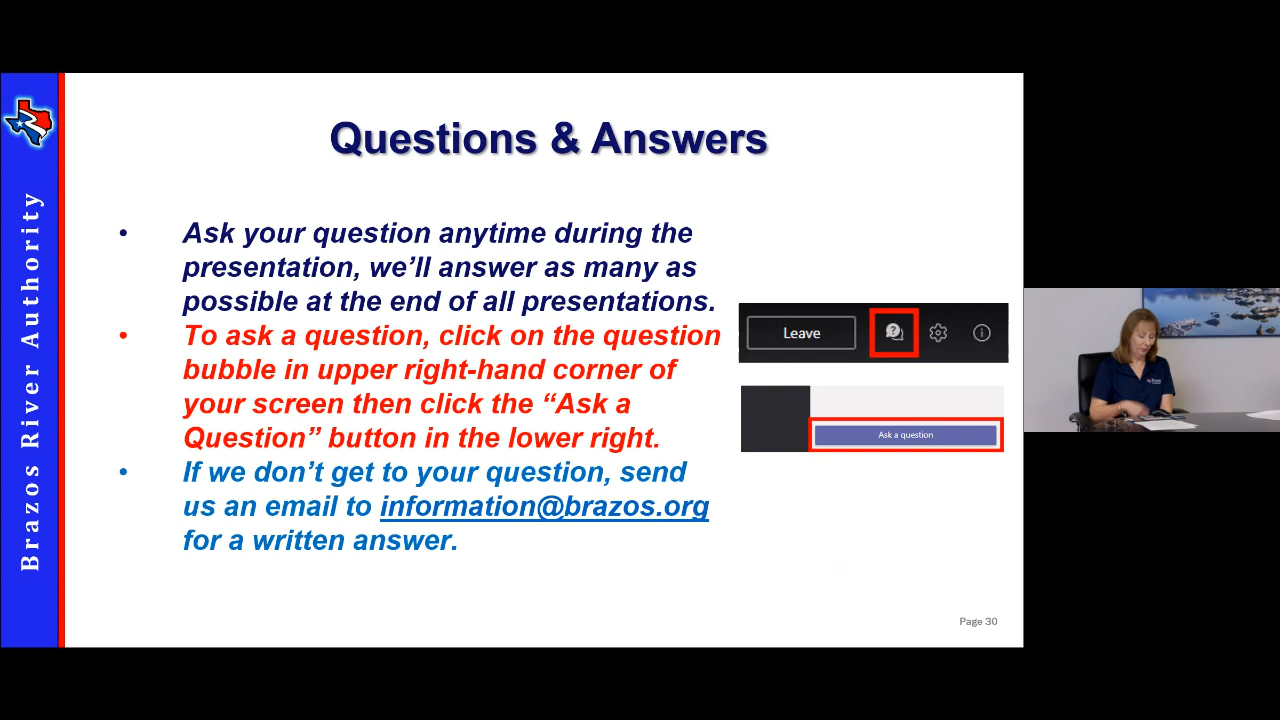 Brazos River Authority
Questions & Answers
• Ask your question anytime during the
presentation, we’ll answer as many as
possible at the end of all presentations.
• To ask a question, click on the question
bubble in upper right-hand corner of
your screen then click the “Ask a
Question” button in the lower right.
• If we don’t get to your question, send
us an email to information@brazos.org
for a written answer.
Leave
Ask a question
Page 30